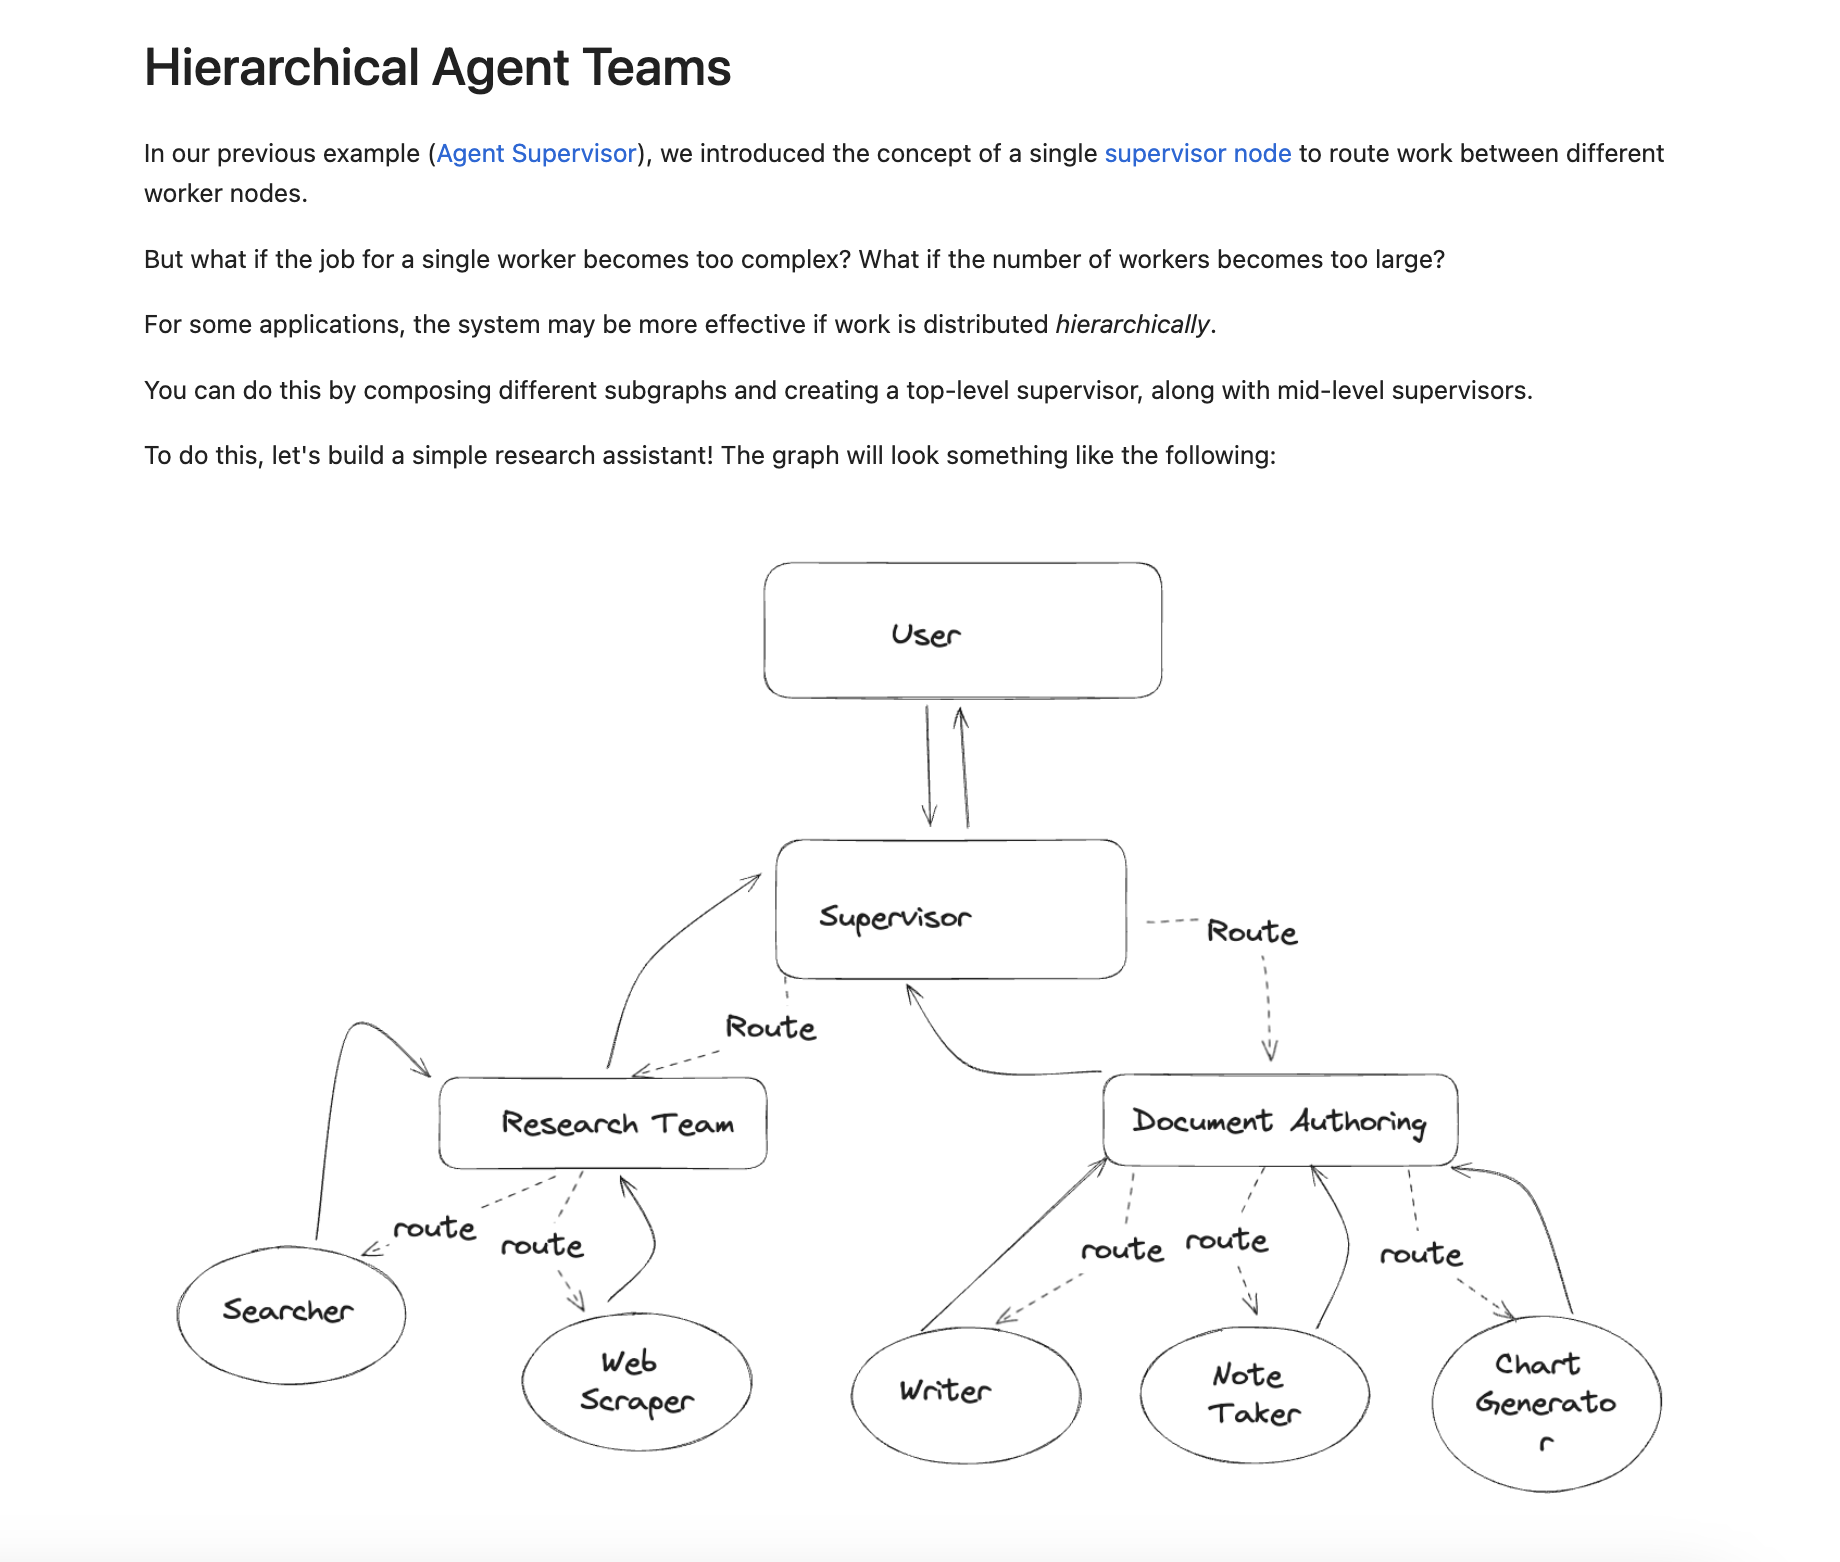 Hierarchical Agent Teams
In our previous example (Agent Supervisor), we introduced the concept of a single supervisor node to route work between different
worker nodes.
But what if the job for a single worker becomes too complex? What if the number of workers becomes too large?
For some applications, the system may be more effective if work is distributed hierarchically.
You can do this by composing different subgraphs and creating a top-level supervisor, along with mid-level supervisors.
To do this, let's build a simple research assistant! The graph will look something like the following:
User
Supervisor
Route
Route
Research Team
Document Authoring
route
route
route
route
route
Searcher
Web
Scraper
Writer
Note
Taker
Chart
Generato
r